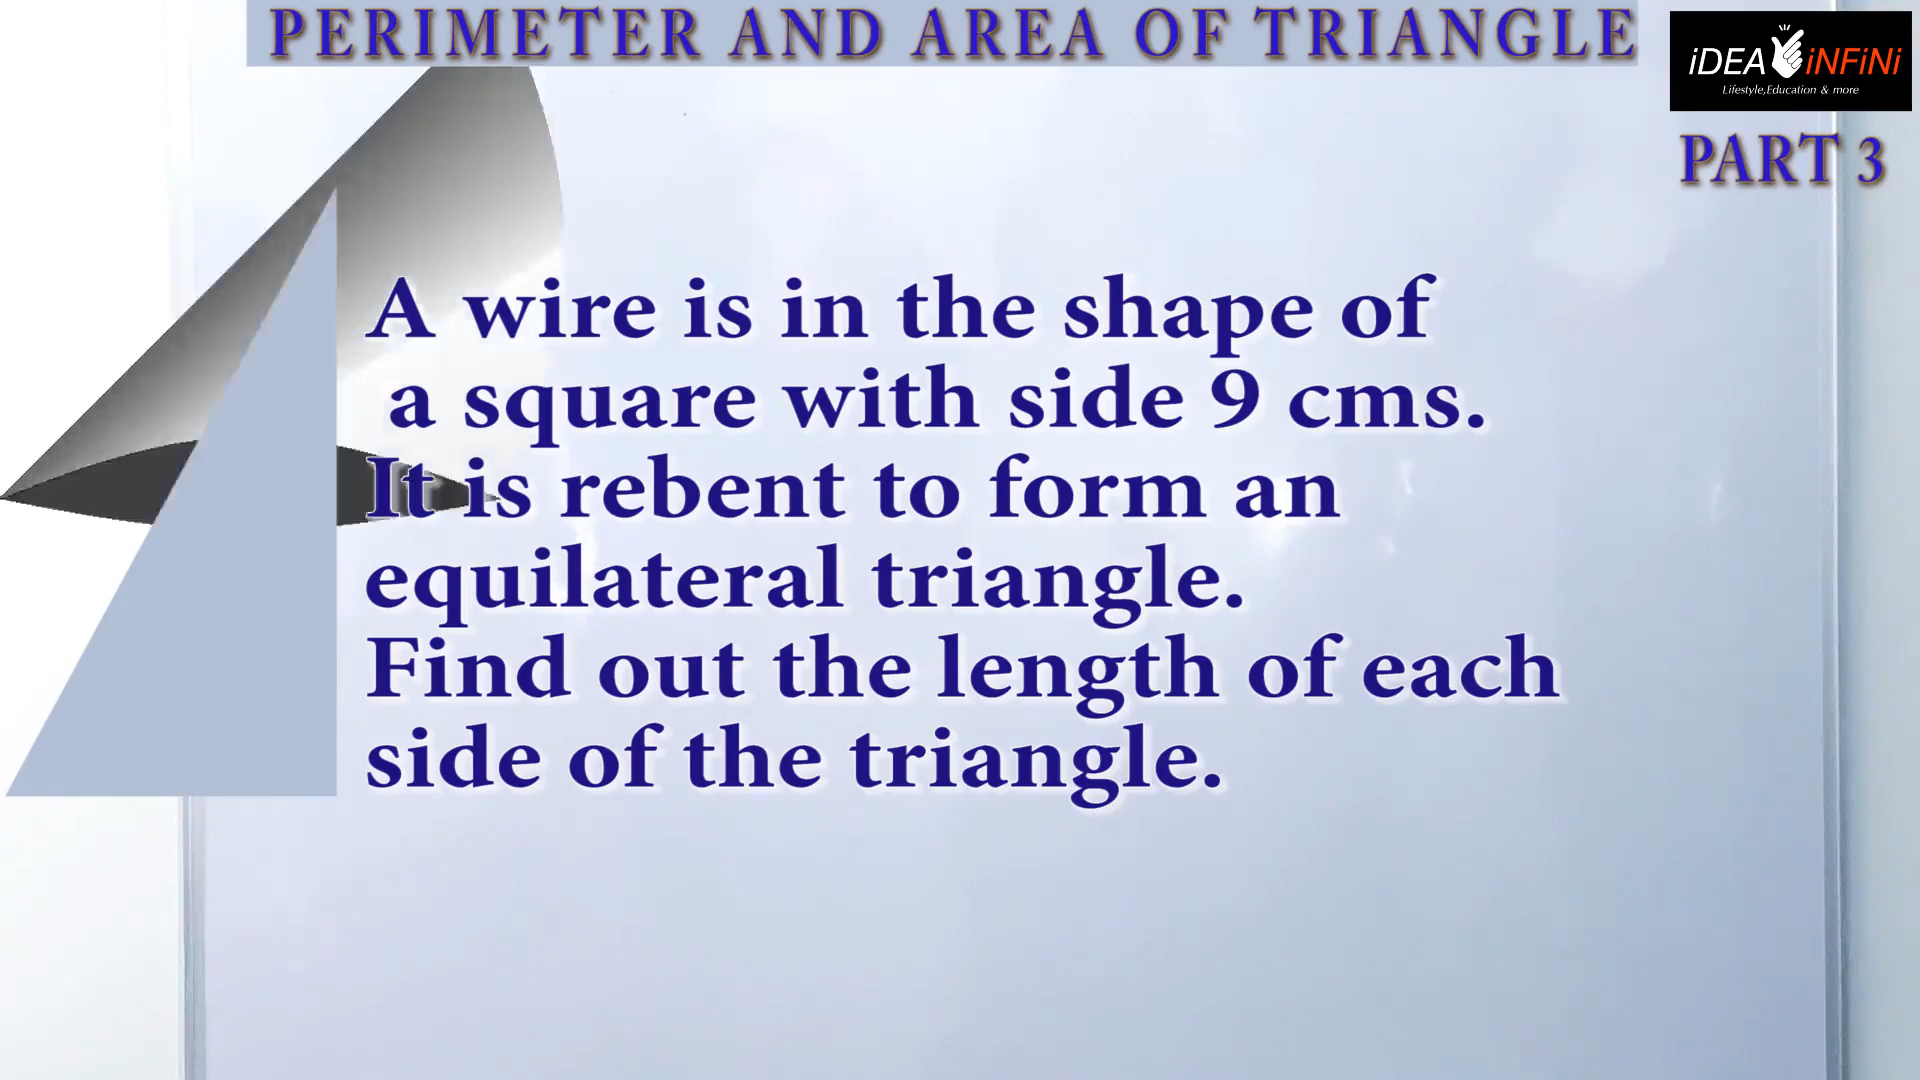 PERIMETER AND AREA OF TRIANGLE
iDEA iNFiNi
Lifestyle,Education & more
PART 3
A wire is in the shape of
a square with side 9 cms.
It is rebent to form an
equilateral triangle.
Find out the length of each
side of the triangle.